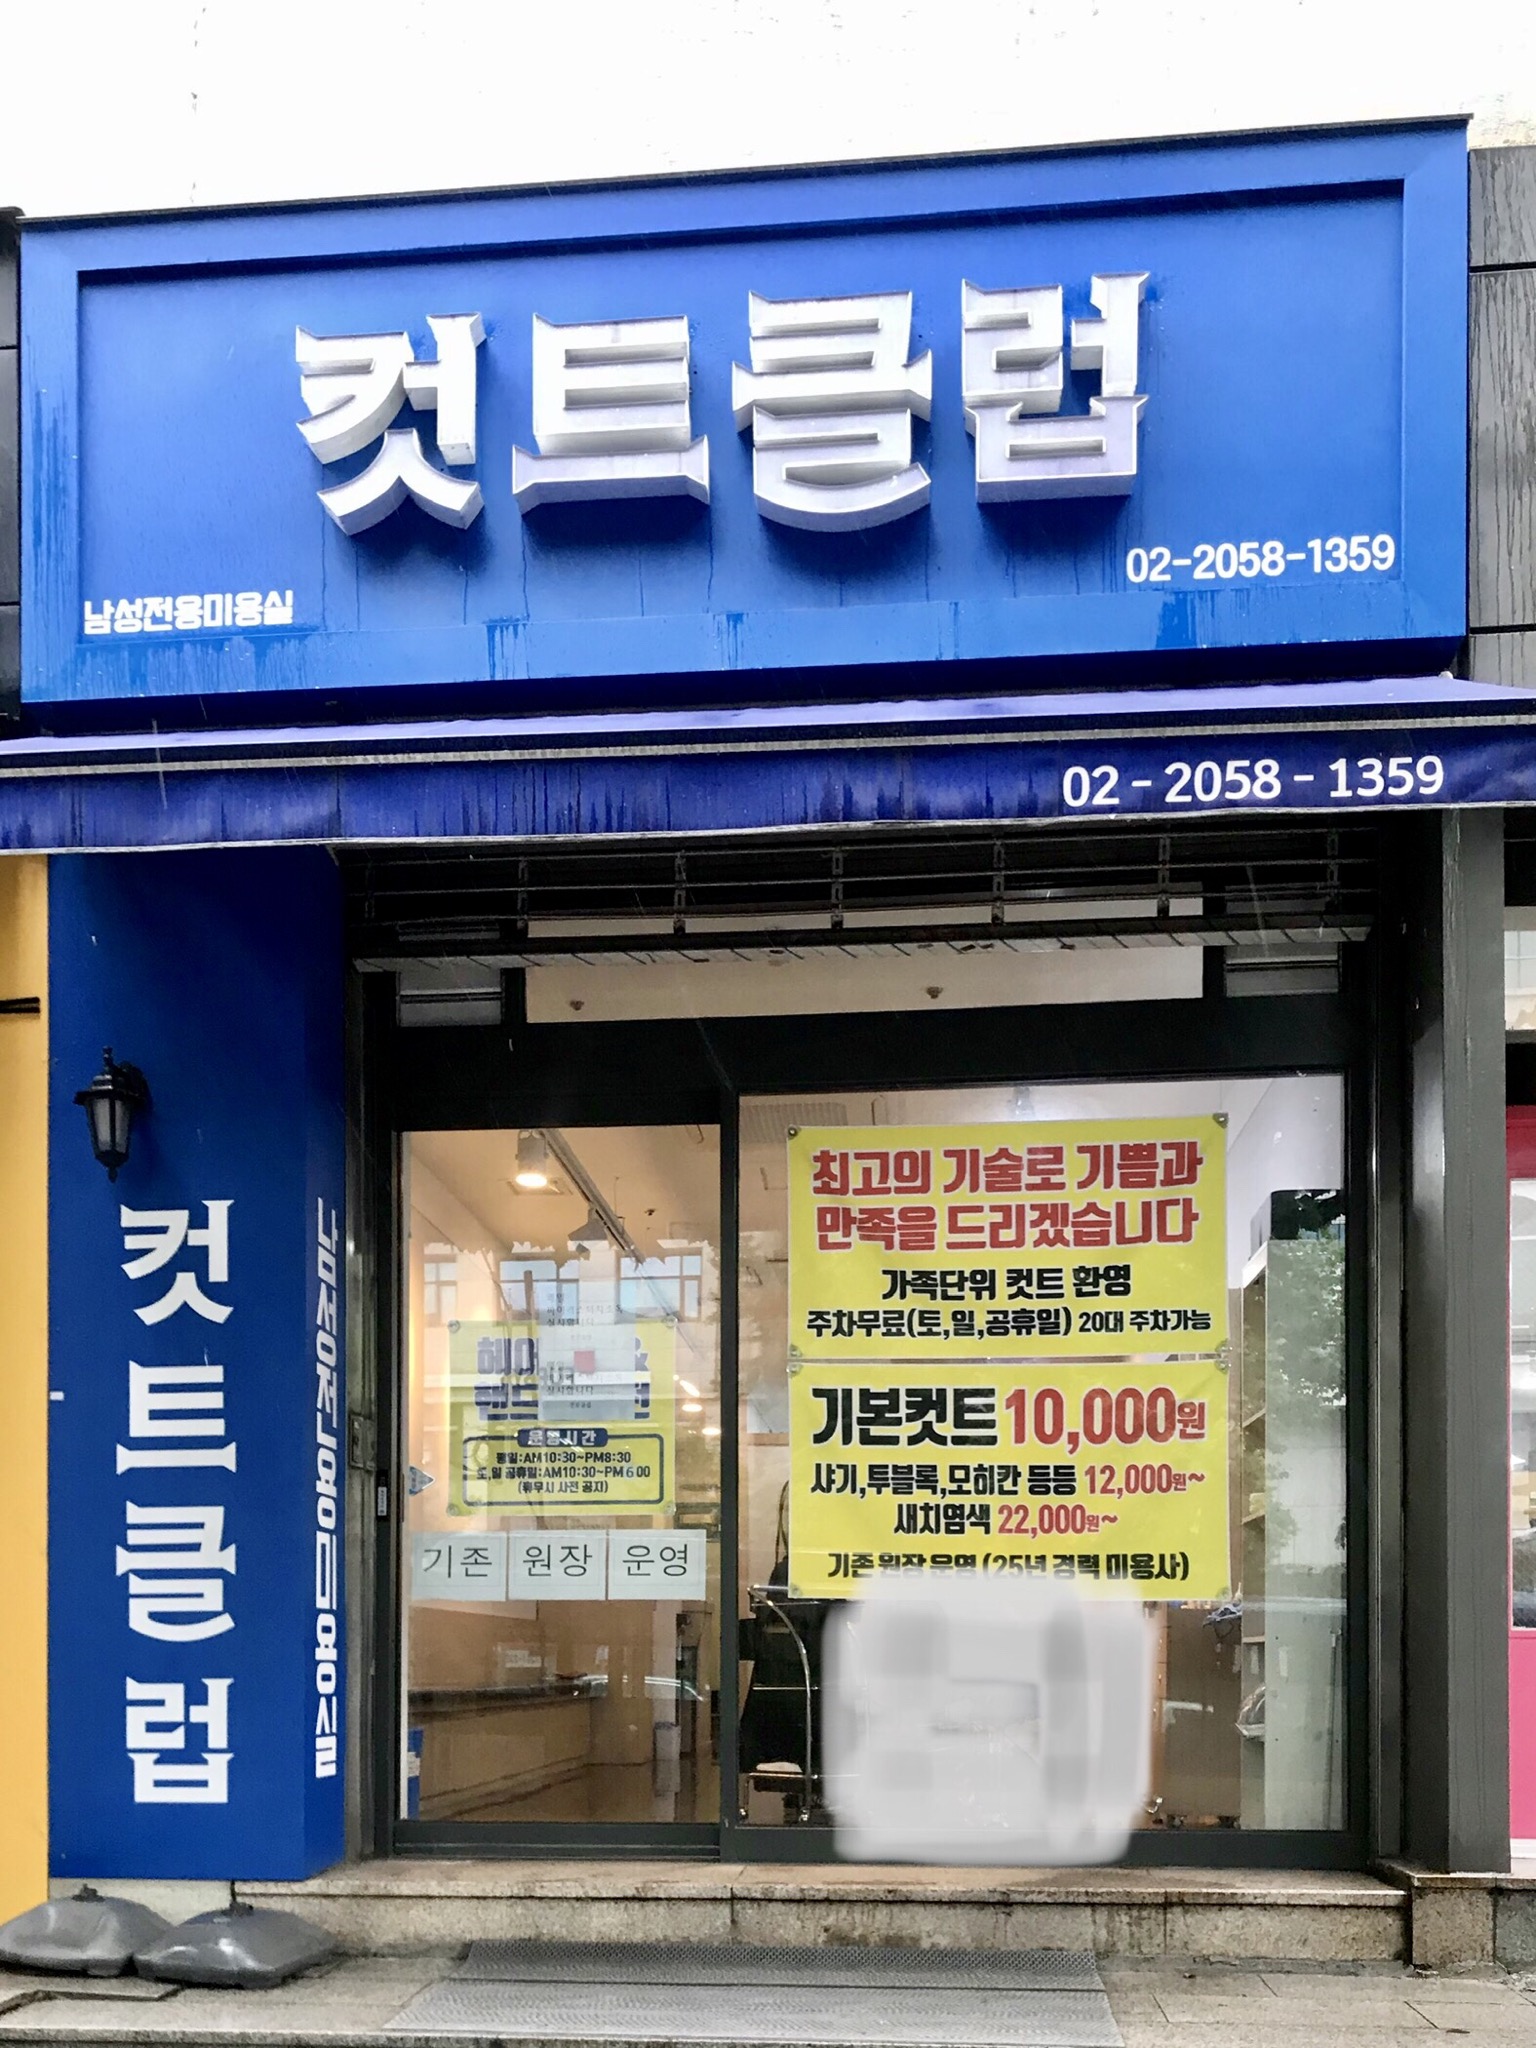 컷트클럽
남성전용미용실
02-2058-1359
02-2058-1359
컷트클럽
남성전용미용실
최고의 기술로 기쁨과
만족을 드리겠습니다
가족단위 컷트 환영
주차무료(토,일,공휴일) 20대 주차가능
기본컷트 10,000원
샤기,투블록,모히칸 등등 12,000원~
새치염색 22,000원~
기존 원장 운영 (25년 경력 미용사)
운영시간
평일:AM10:30~PM8:30
토,일 공휴일:AM10:30~PM6:00
(휴무시 사전 공지)
기존 원장 운영